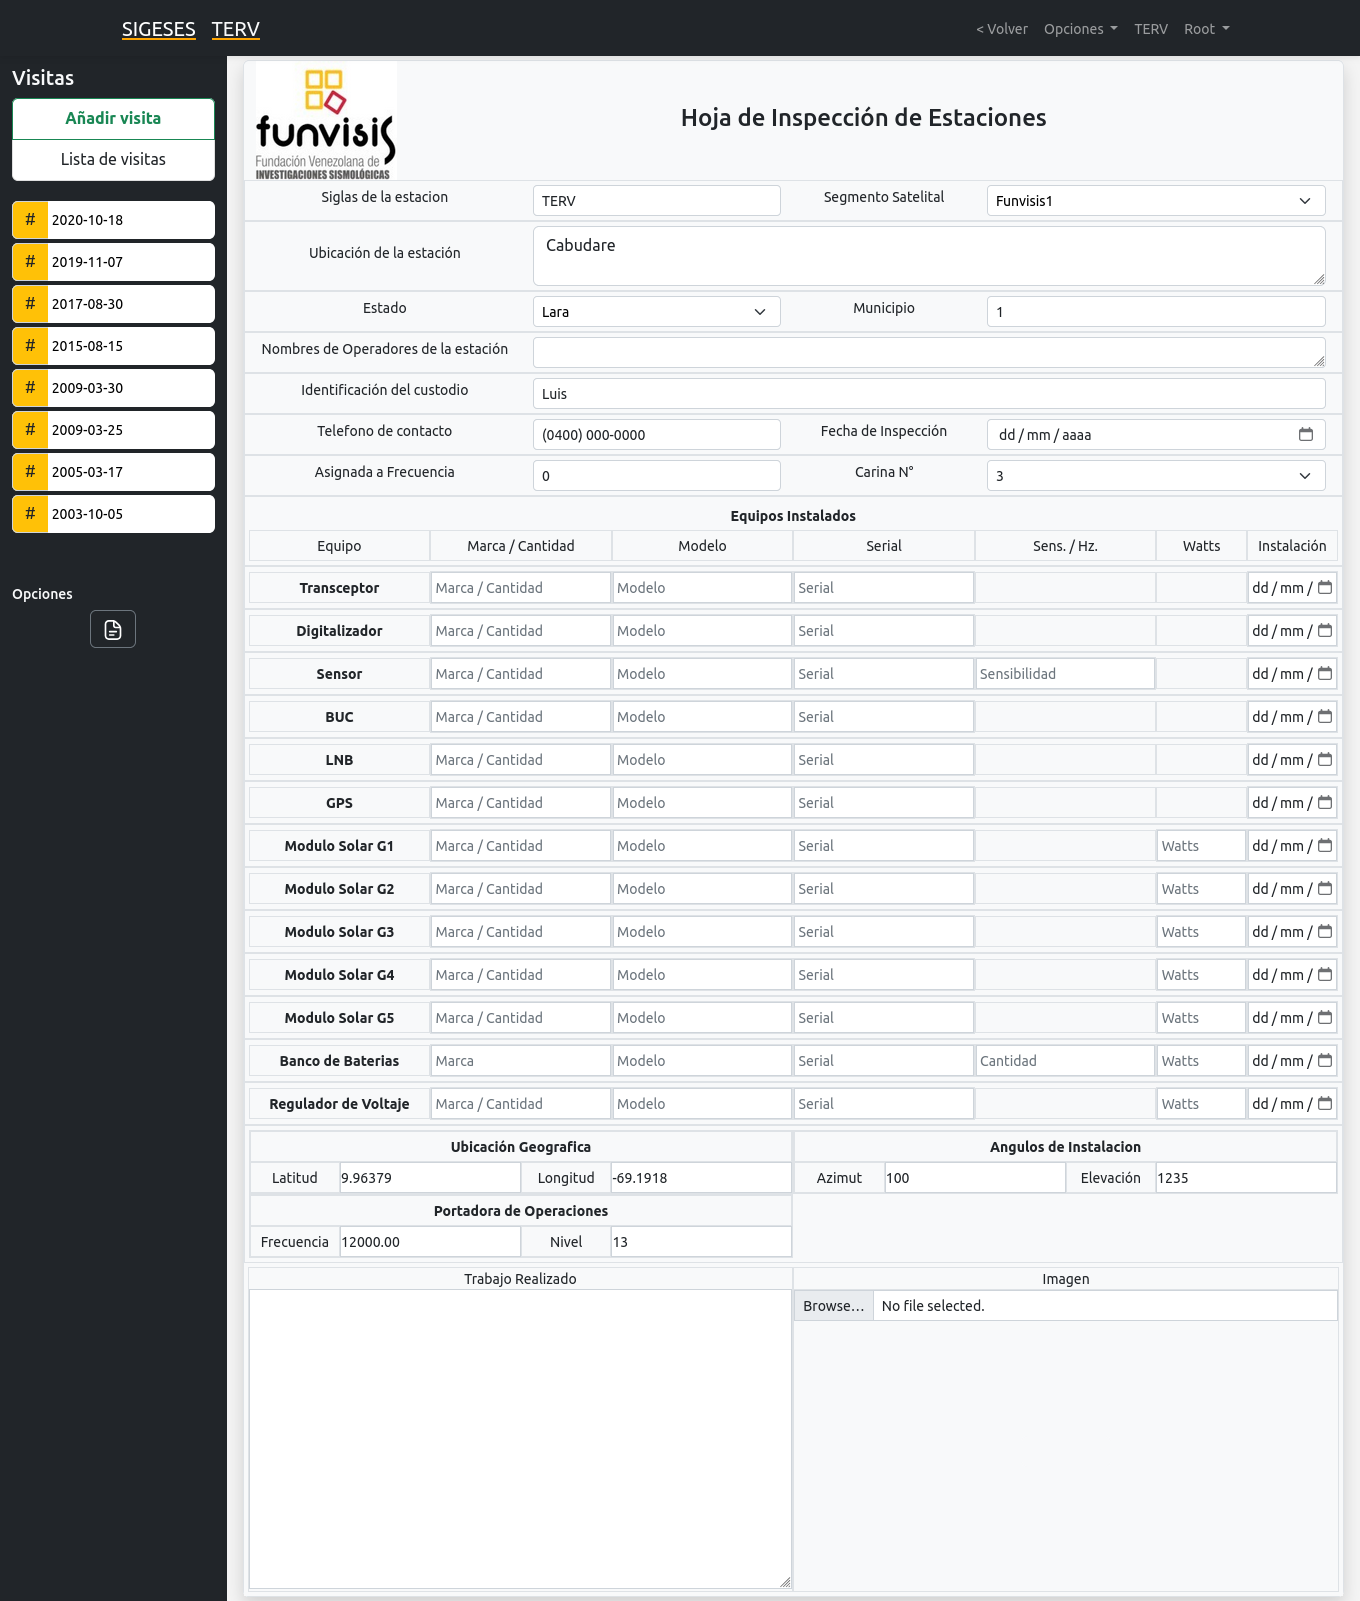 SIGESES TERV < Volver Opciones TERV Root
Visitas
Añadir visita
Lista de visitas
# 2020-10-18
# 2019-11-07
# 2017-08-30
# 2015-08-15
# 2009-03-30
# 2009-03-25
# 2005-03-17
# 2003-10-05
Opciones
funvisis
Fundación Venezolana de
INVESTIGACIONES SISMOLÓGICAS
Hoja de Inspección de Estaciones
Siglas de la estacion TERV Segmento Satelital Funvisis1
Ubicación de la estación Cabudare
Estado Lara Municipio 1
Nombres de Operadores de la estación
Identificación del custodio Luis
Telefono de contacto (0400) 000-0000 Fecha de Inspección dd / mm / aaaa
Asignada a Frecuencia 0 Carina N° 3
Equipos Instalados
Equipo Marca / Cantidad Modelo Serial Sens. / Hz. Watts Instalación
Transceptor Marca / Cantidad Modelo Serial dd / mm /
Digitalizador Marca / Cantidad Modelo Serial dd / mm /
Sensor Marca / Cantidad Modelo Serial Sensibilidad dd / mm /
BUC Marca / Cantidad Modelo Serial dd / mm /
LNB Marca / Cantidad Modelo Serial dd / mm /
GPS Marca / Cantidad Modelo Serial dd / mm /
Modulo Solar G1 Marca / Cantidad Modelo Serial Watts dd / mm /
Modulo Solar G2 Marca / Cantidad Modelo Serial Watts dd / mm /
Modulo Solar G3 Marca / Cantidad Modelo Serial Watts dd / mm /
Modulo Solar G4 Marca / Cantidad Modelo Serial Watts dd / mm /
Modulo Solar G5 Marca / Cantidad Modelo Serial Watts dd / mm /
Banco de Baterias Marca Modelo Serial Cantidad Watts dd / mm /
Regulador de Voltaje Marca / Cantidad Modelo Serial Watts dd / mm /
Ubicación Geografica Angulos de Instalacion
Latitud 9.96379 Longitud -69.1918 Azimut 100 Elevación 1235
Portadora de Operaciones
Frecuencia 12000.00 Nivel 13
Trabajo Realizado Imagen
Browse... No file selected.